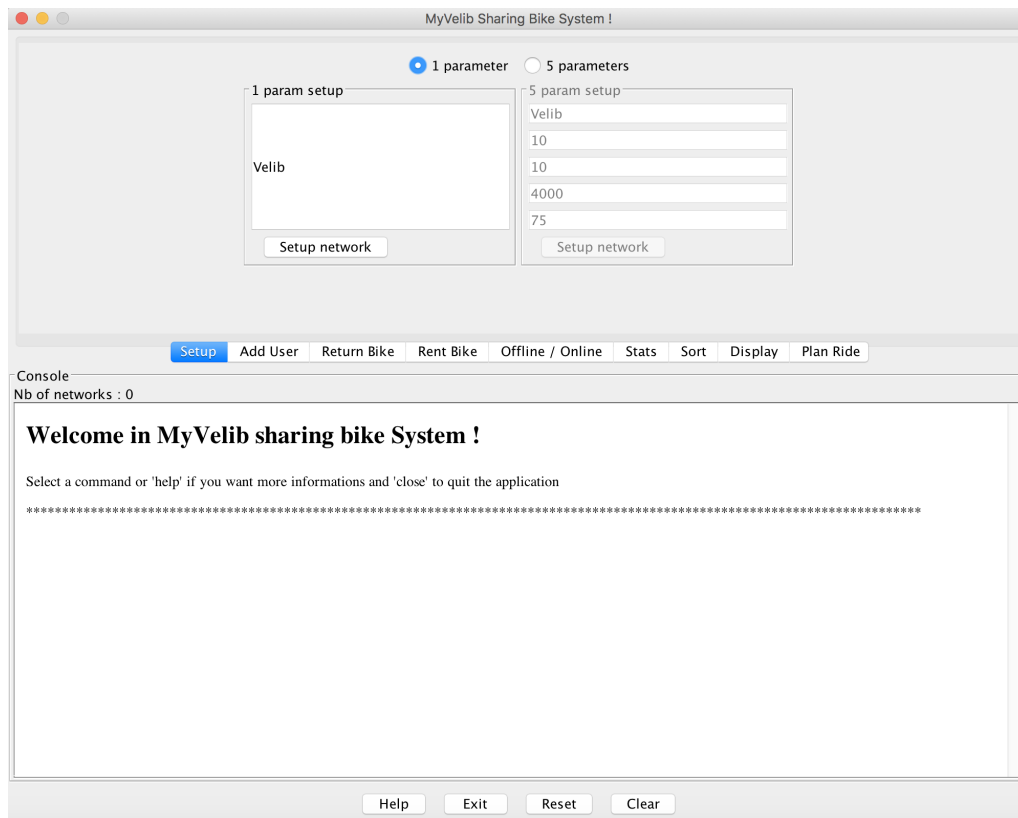 MyVelib Sharing Bike System !
1 parameter 5 parameters
1 param setup
Velib
Setup network
5 param setup
Velib
10
10
4000
75
Setup network
Setup Add User Return Bike Rent Bike Offline / Online Stats Sort Display Plan Ride
Console
Nb of networks : 0
Welcome in MyVelib sharing bike System !
Select a command or 'help' if you want more informations and 'close' to quit the application
********************************************************************************************************************************
Help Exit Reset Clear